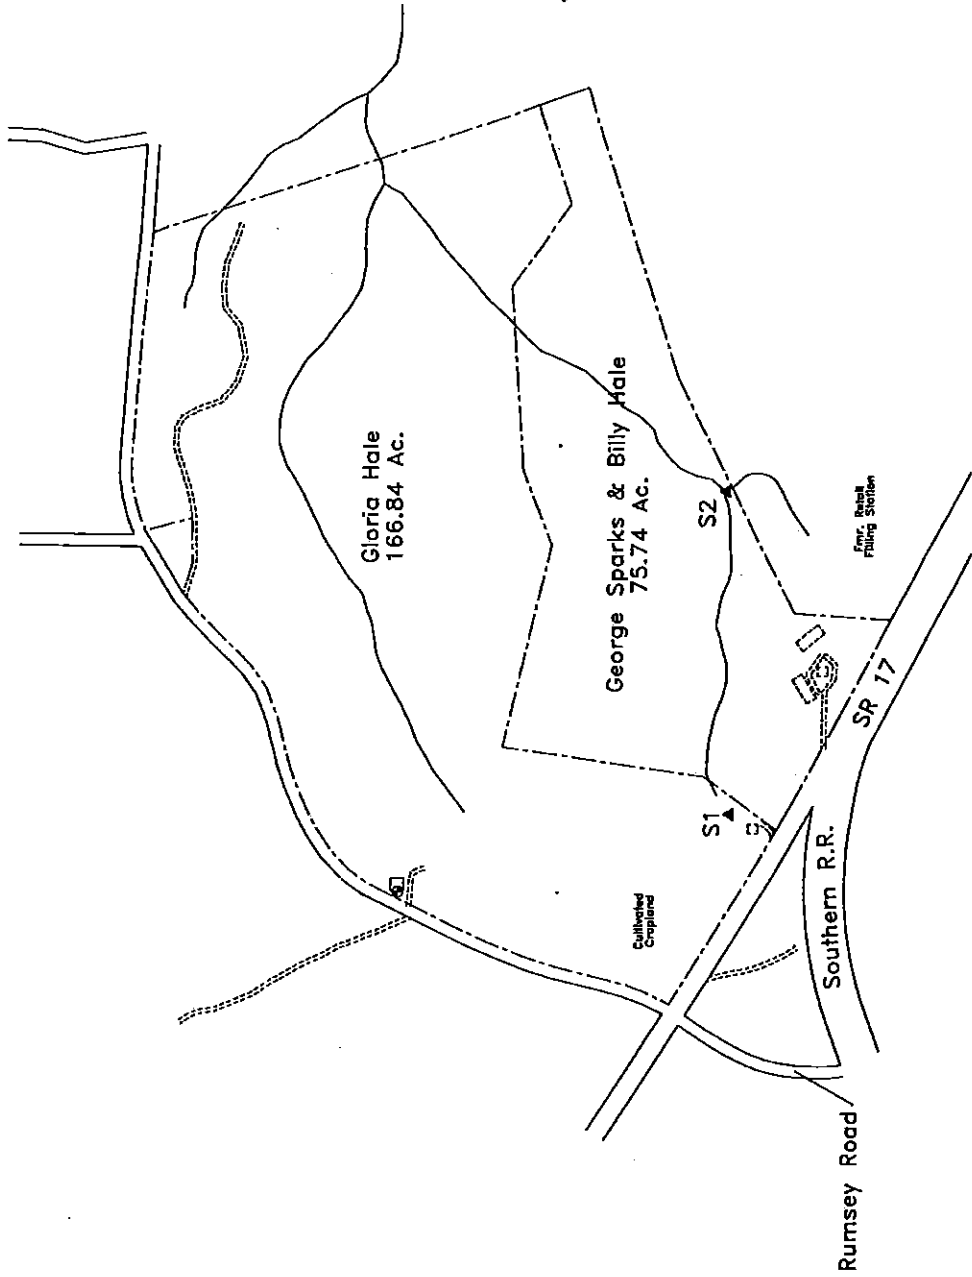 Gloria Hale
166.84 Ac.
George Sparks & Billy Hale
75.74 Ac.
S1
S2
Cultivated
Cropland
Fmr. Retail
Filling Station
SR 17
Southern R.R.
Rumsey Road